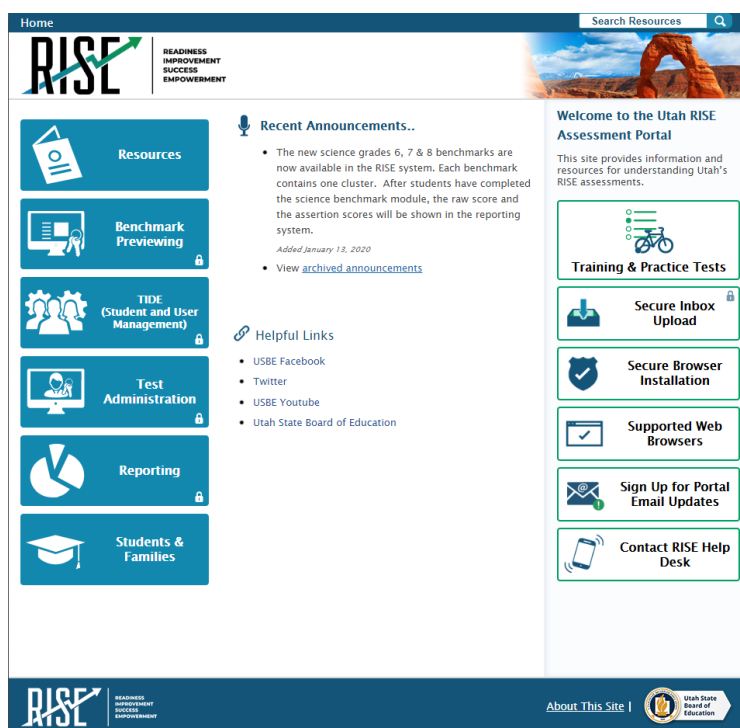 Home
Search Resources
RISE
READINESS
IMPROVEMENT
SUCCESS
EMPOWERMENT
Resources
Benchmark
Previewing
TIDE
(Student and User
Management)
Test
Administration
Reporting
Students &
Families
Recent Announcements..
• The new science grades 6, 7 & 8 benchmarks are
now available in the RISE system. Each benchmark
contains one cluster. After students have completed
the science benchmark module, the raw score and
the assertion scores will be shown in the reporting
system.
Added January 13, 2020
• View archived announcements
Helpful Links
• USBE Facebook
• Twitter
• USBE Youtube
• Utah State Board of Education
Welcome to the Utah RISE
Assessment Portal
This site provides information and
resources for understanding Utah's
RISE assessments.
Training & Practice Tests
Secure Inbox
Upload
Secure Browser
Installation
Supported Web
Browsers
Sign Up for Portal
Email Updates
Contact RISE Help
Desk
RISE
READINESS
IMPROVEMENT
SUCCESS
EMPOWERMENT
About This Site |
Utah State
Board of
Education